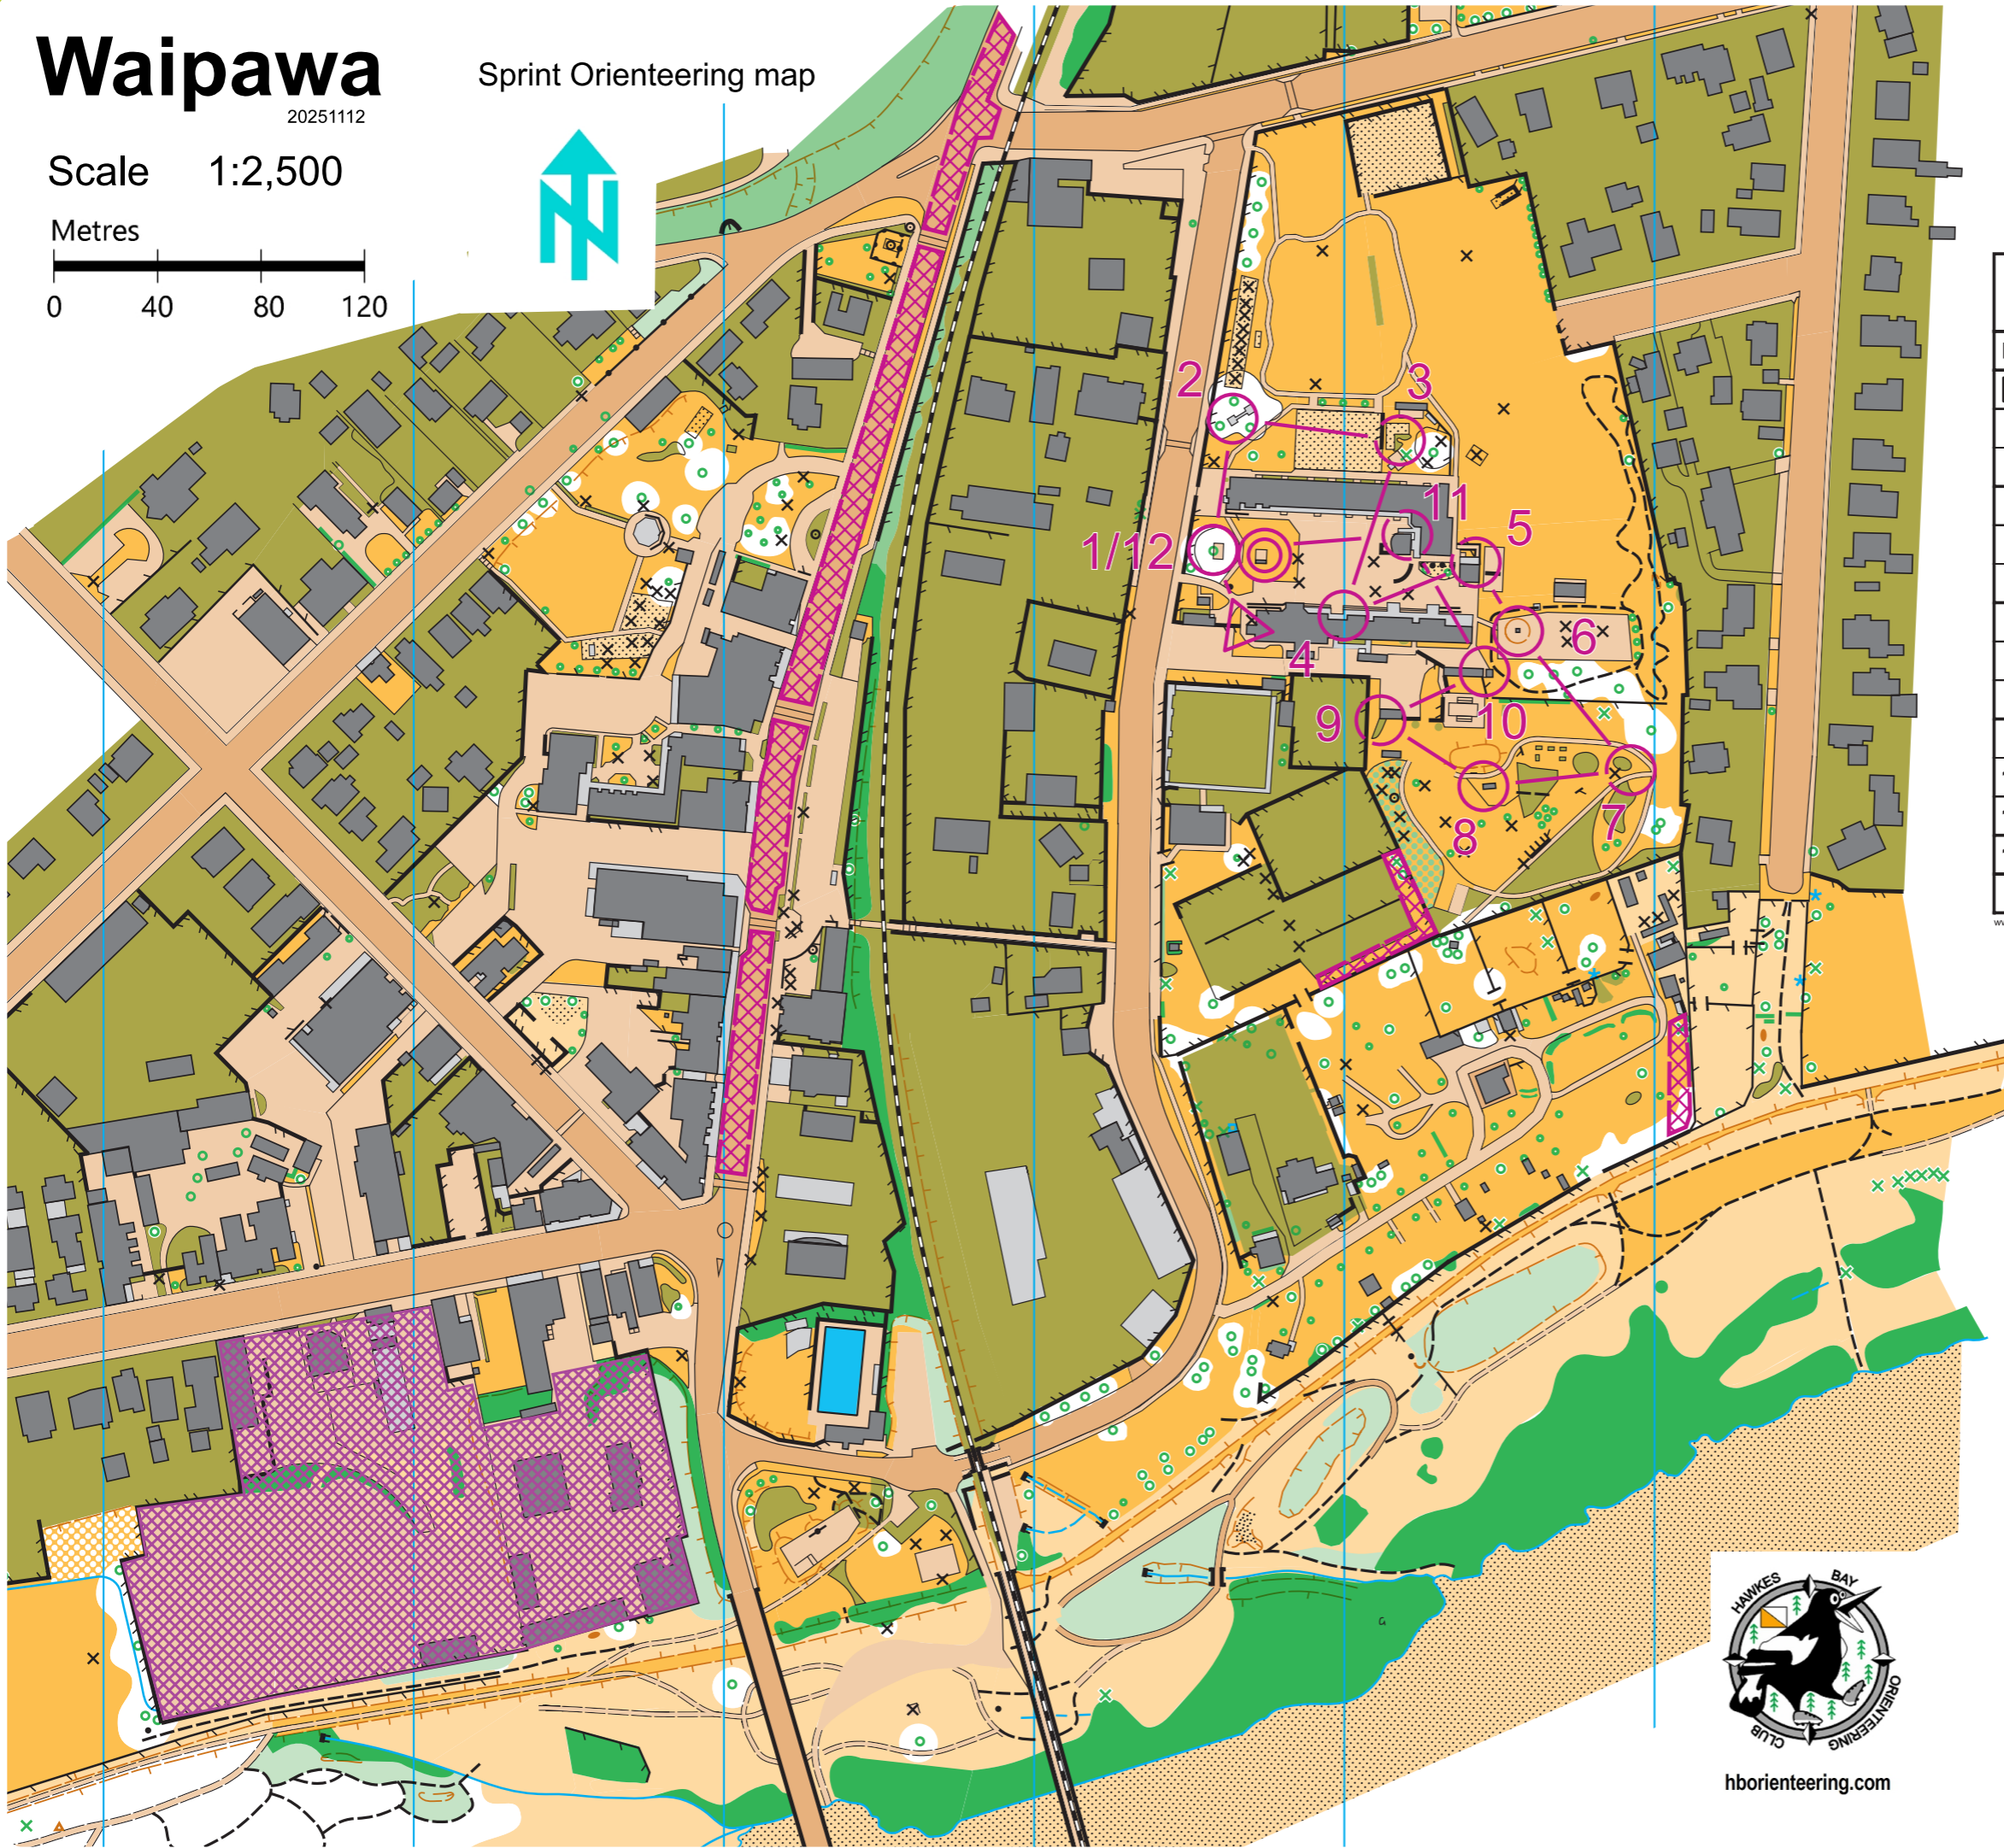 Waipawa
20251112
Sprint Orienteering map
Scale 1:2,500
Metres
0 40 80 120
2
3
11
5
1/12
6
4
9
10
8
7
HAWKES BAY
ORIENTEERING
CLUB
hborienteering.com